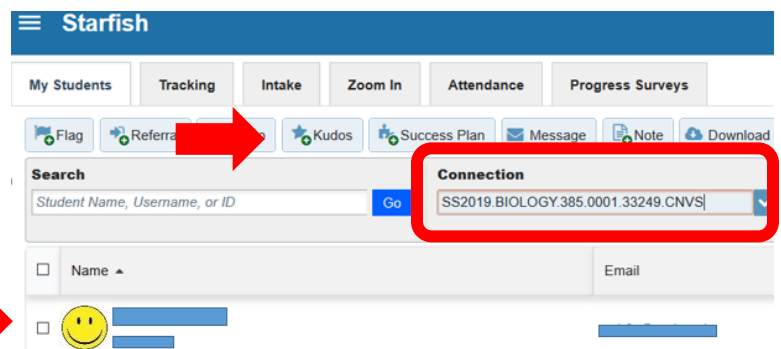 Starfish
My Students Tracking Intake Zoom In Attendance Progress Surveys
Flag Kudos Success Plan Message Note Download
Search Connection
Student Name, Username, or ID Go SS2019.BIOLOGY.385.0001.33249.CNVS
Name Email